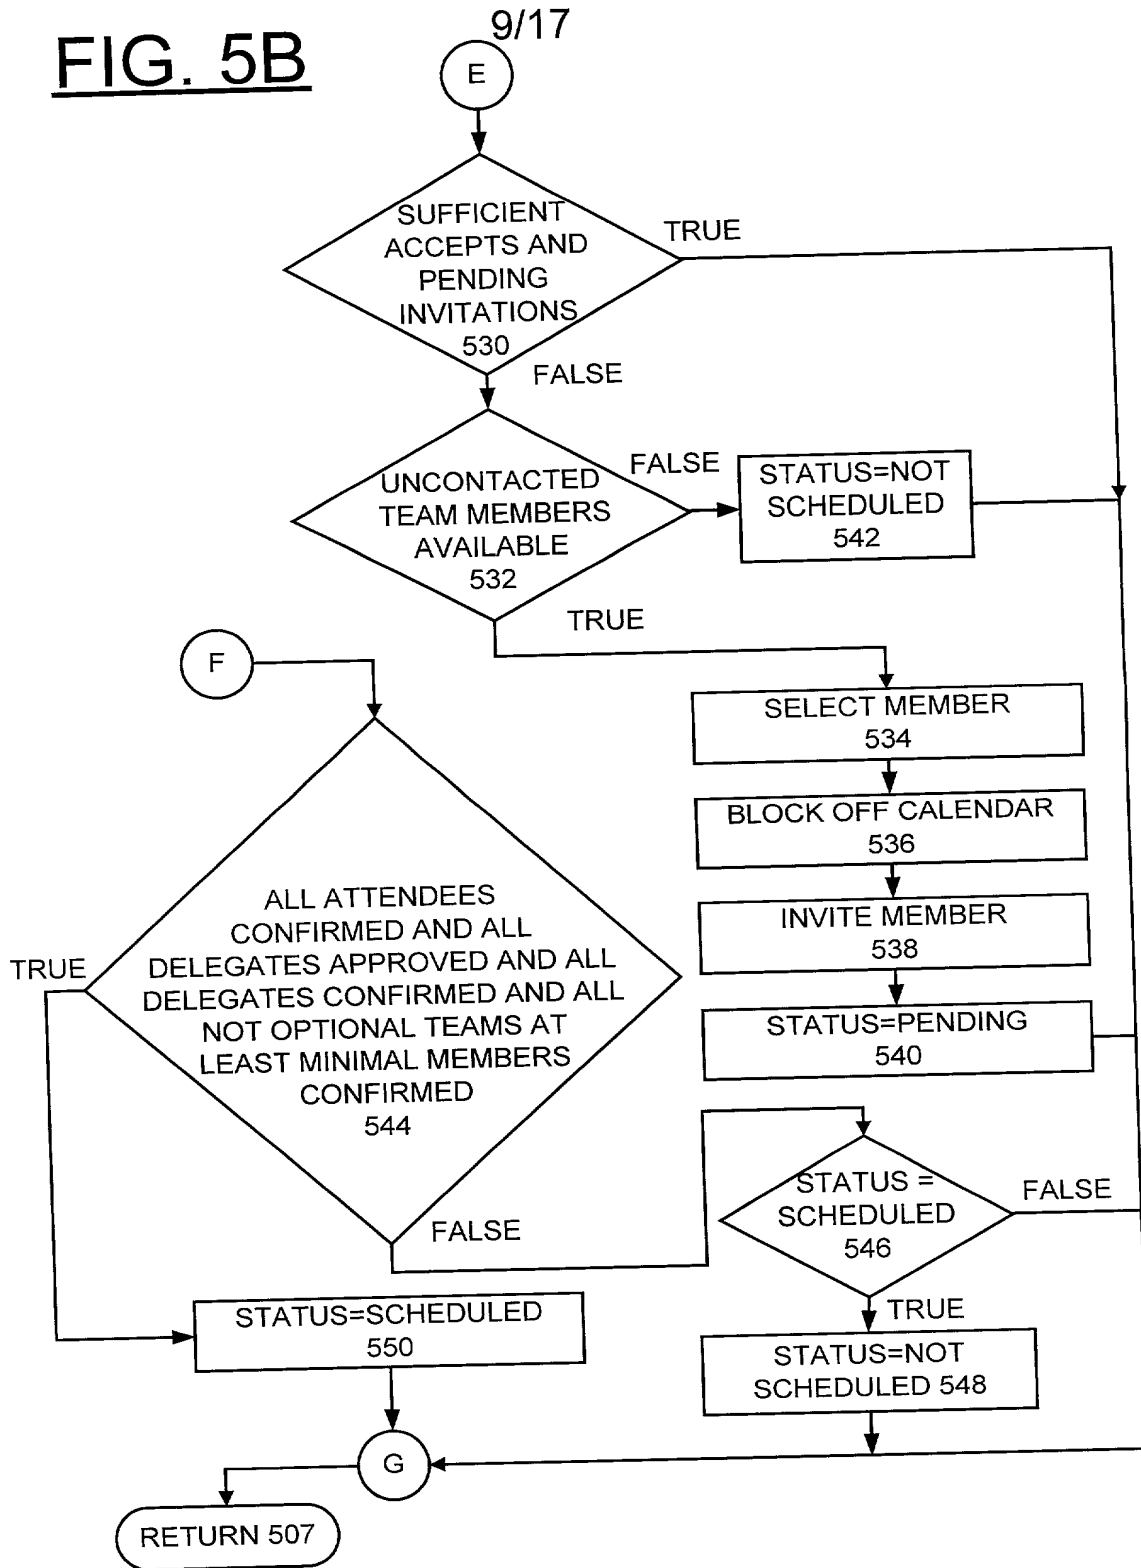 9/17
FIG. 5B
E
SUFFICIENT
ACCEPTS AND
PENDING
INVITATIONS
530
TRUE
FALSE
UNCONTACTED
TEAM MEMBERS
AVAILABLE
532
FALSE
STATUS=NOT
SCHEDULED
542
TRUE
F
SELECT MEMBER
534
BLOCK OFF CALENDAR
536
INVITE MEMBER
538
STATUS=PENDING
540
ALL ATTENDEES
CONFIRMED AND ALL
DELEGATES APPROVED AND ALL
DELEGATES CONFIRMED AND ALL
NOT OPTIONAL TEAMS AT
LEAST MINIMAL MEMBERS
CONFIRMED
544
TRUE
FALSE
STATUS =
SCHEDULED
546
FALSE
TRUE
STATUS=SCHEDULED
550
STATUS=NOT
SCHEDULED 548
G
RETURN 507